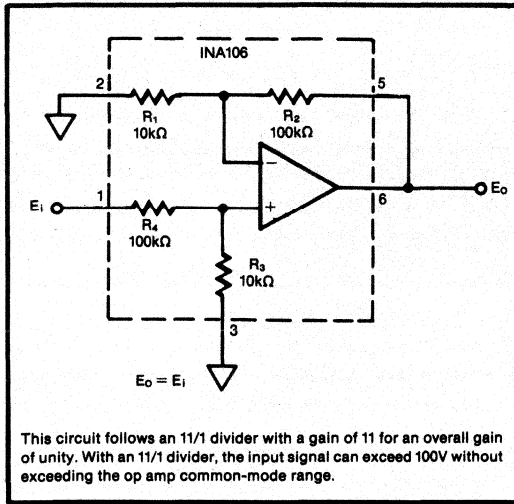 INA106
2
5
R₁
10kΩ
R₂
100kΩ
−
Ei
1
+
6
Eo
R₄
100kΩ
R₃
10kΩ
3
Eo = Ei
This circuit follows an 11/1 divider with a gain of 11 for an overall gain
of unity. With an 11/1 divider, the input signal can exceed 100V without
exceeding the op amp common-mode range.